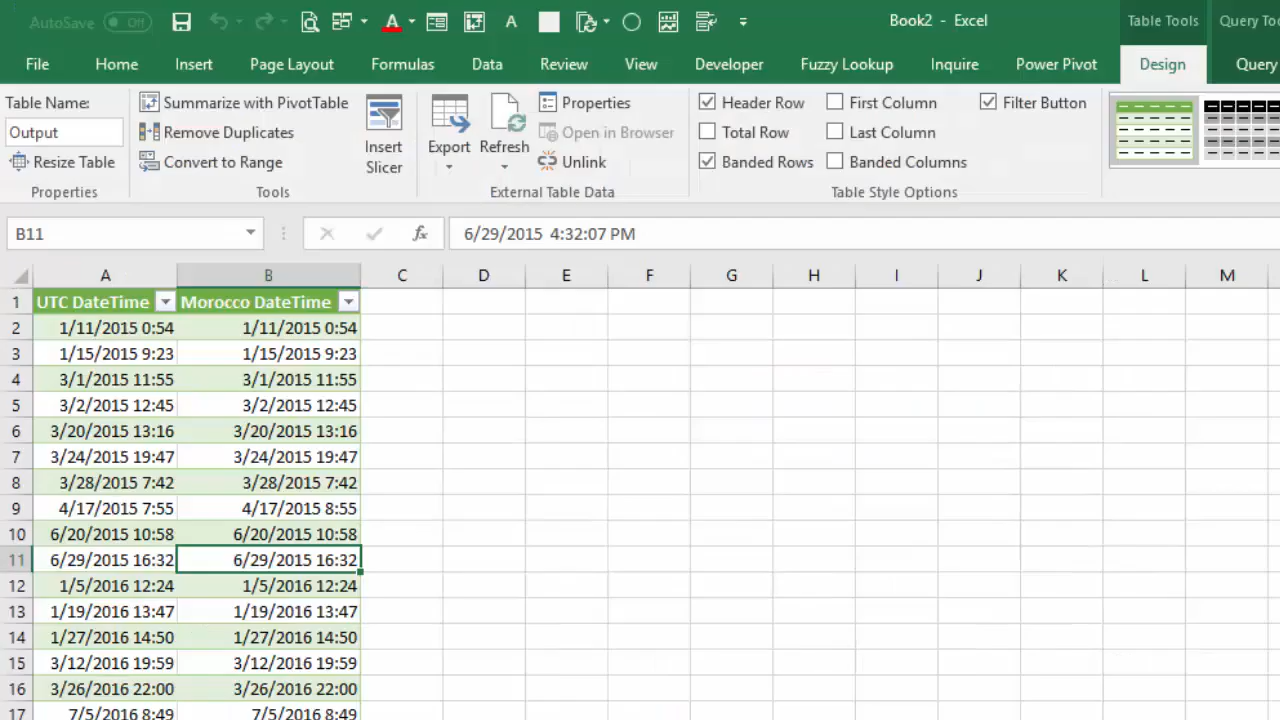 AutoSave Off Book2 - Excel Table Tools Query Too
File Home Insert Page Layout Formulas Data Review View Developer Fuzzy Lookup Inquire Power Pivot Design Query
Table Name: Summarize with PivotTable Properties Header Row First Column Filter Button
Output Remove Duplicates Insert Slicer Export Refresh Open in Browser Total Row Last Column
Resize Table Convert to Range Unlink Banded Rows Banded Columns
Properties Tools External Table Data Table Style Options
B11 fx 6/29/2015 4:32:07 PM
A B C D E F G H I J K L M
1 UTC DateTime Morocco DateTime
2 1/11/2015 0:54 1/11/2015 0:54
3 1/15/2015 9:23 1/15/2015 9:23
4 3/1/2015 11:55 3/1/2015 11:55
5 3/2/2015 12:45 3/2/2015 12:45
6 3/20/2015 13:16 3/20/2015 13:16
7 3/24/2015 19:47 3/24/2015 19:47
8 3/28/2015 7:42 3/28/2015 7:42
9 4/17/2015 7:55 4/17/2015 8:55
10 6/20/2015 10:58 6/20/2015 10:58
11 6/29/2015 16:32 6/29/2015 16:32
12 1/5/2016 12:24 1/5/2016 12:24
13 1/19/2016 13:47 1/19/2016 13:47
14 1/27/2016 14:50 1/27/2016 14:50
15 3/12/2016 19:59 3/12/2016 19:59
16 3/26/2016 22:00 3/26/2016 22:00
17 7/5/2016 8:49 7/5/2016 8:49